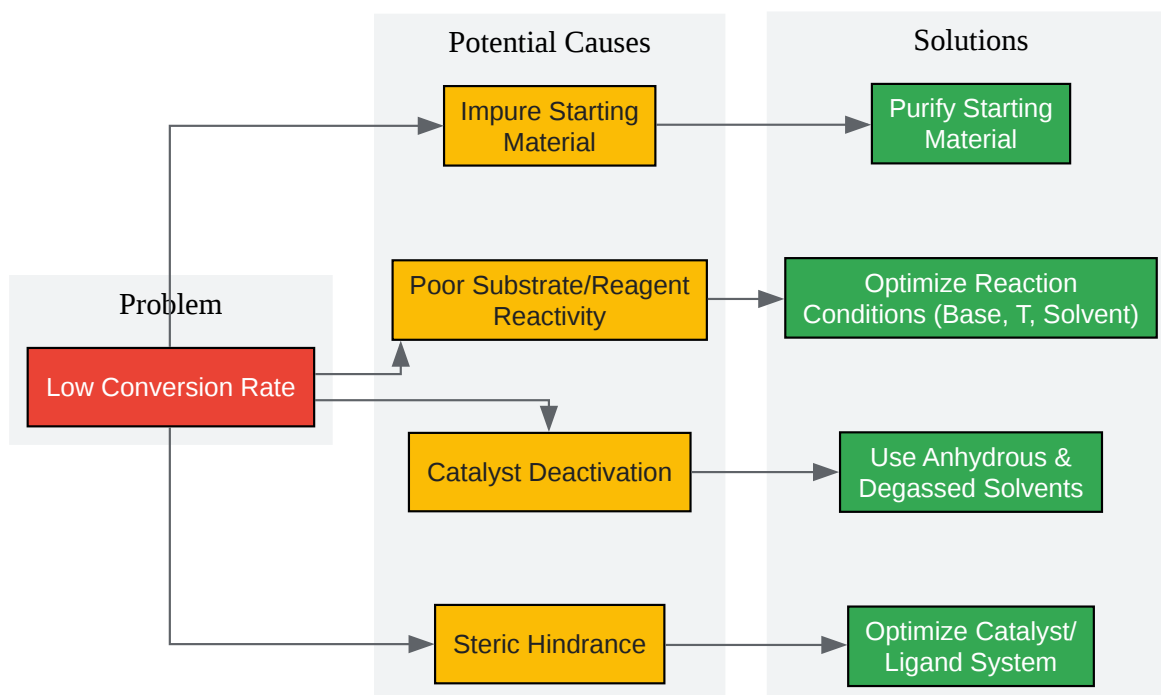 Potential Causes
Solutions
Impure Starting
Material
Purify Starting
Material
Problem
Low Conversion Rate
Poor Substrate/Reagent
Reactivity
Optimize Reaction
Conditions (Base, T, Solvent)
Catalyst Deactivation
Use Anhydrous &
Degassed Solvents
Steric Hindrance
Optimize Catalyst/
Ligand System